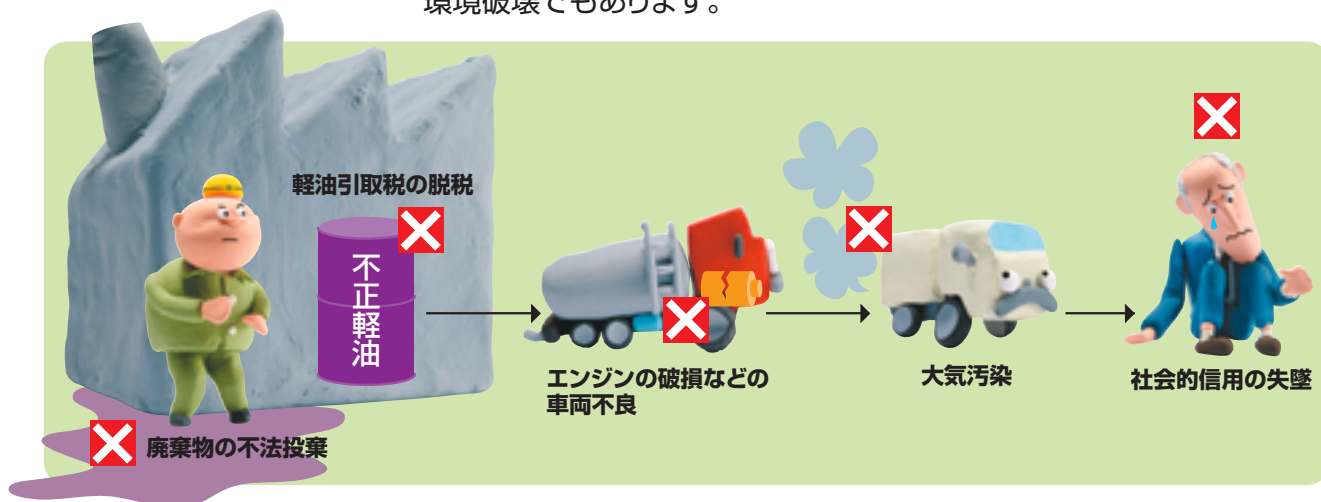 環境破壊でもあります。
軽油引取税の脱税
不正軽油
エンジンの破損などの
車両不良
大気汚染
社会的信用の失墜
廃棄物の不法投棄